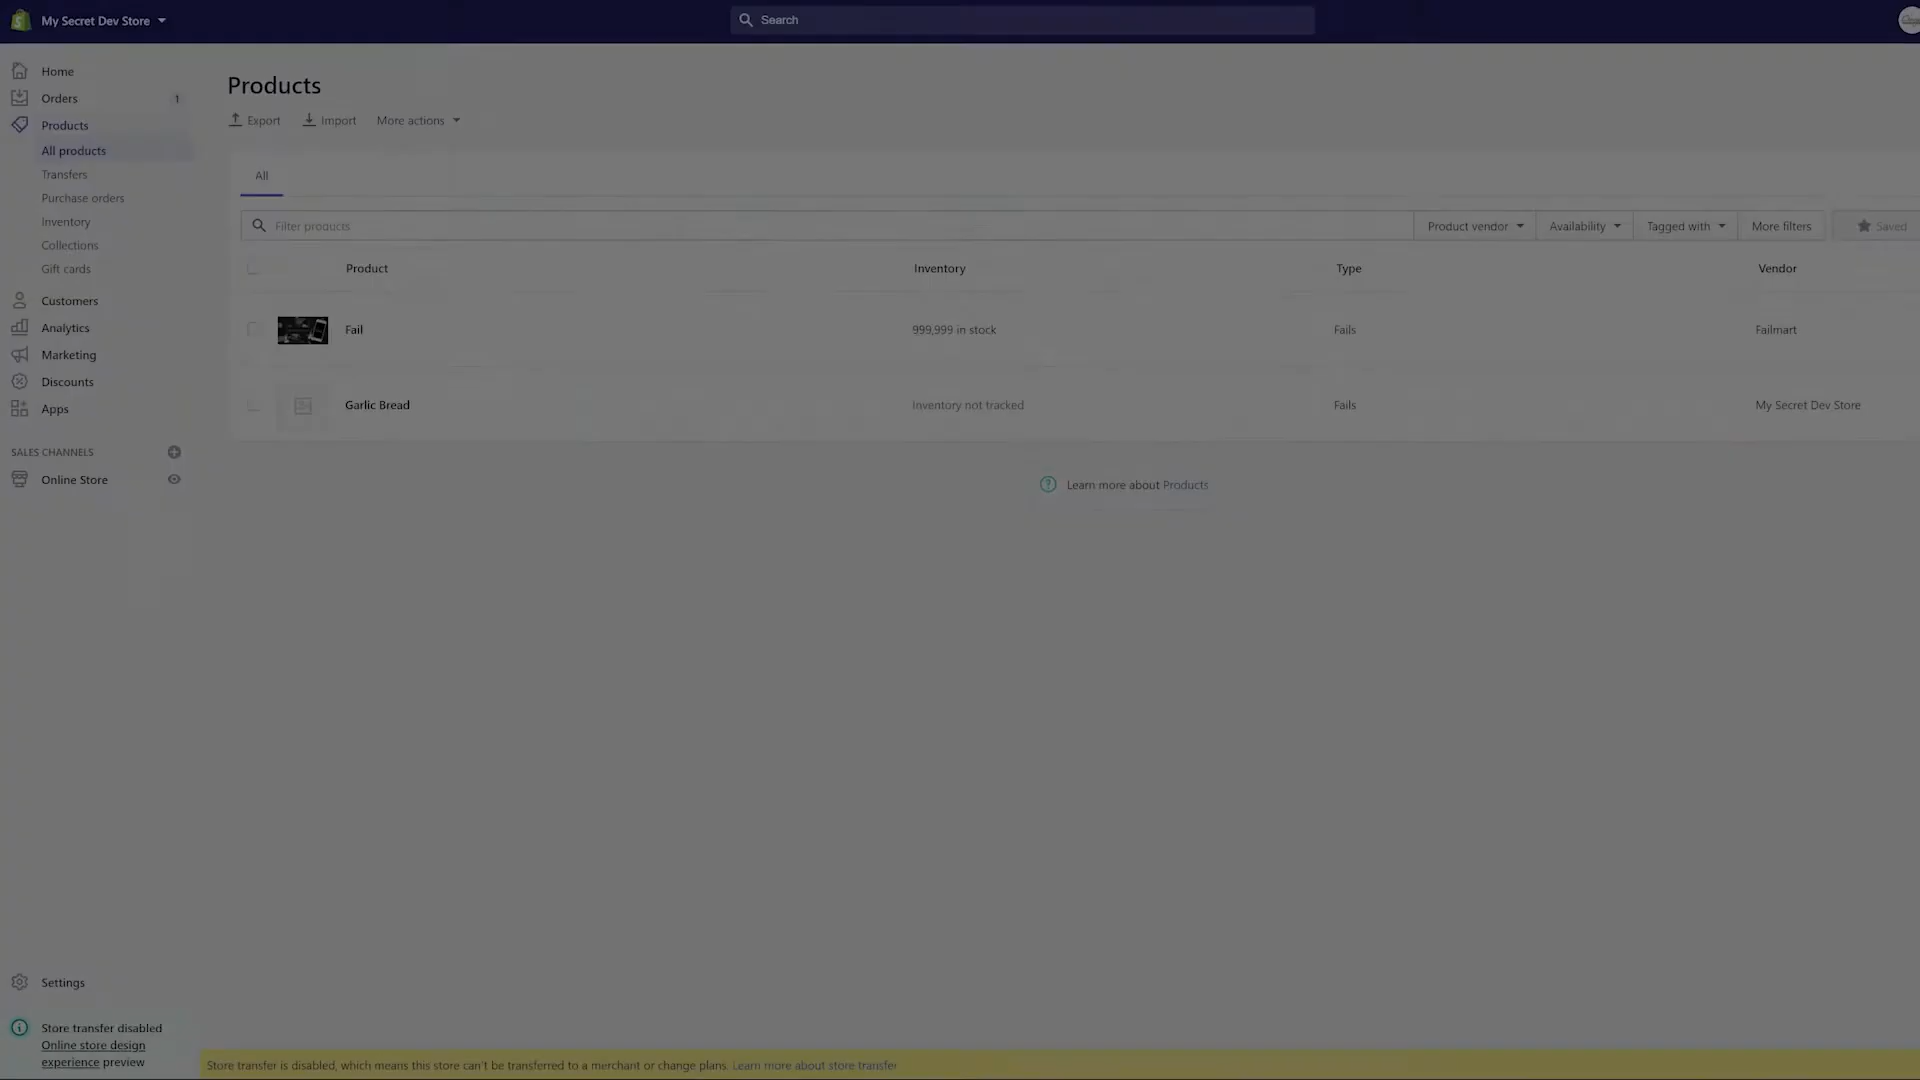 My Secret Dev Store
Search
Home
Orders 1
Products
All products
Transfers
Purchase orders
Inventory
Collections
Gift cards
Customers
Analytics
Marketing
Discounts
Apps
SALES CHANNELS
Online Store
Settings
Store transfer disabled
Online store design
experience preview
Products
Export Import More actions
All
Filter products Product vendor Availability Tagged with More filters Saved
Product Inventory Type Vendor
Fail 999,999 in stock Fails Failmart
Garlic Bread Inventory not tracked Fails My Secret Dev Store
Learn more about Products
Store transfer is disabled, which means this store can't be transferred to a merchant or change plans. Learn more about store transfer